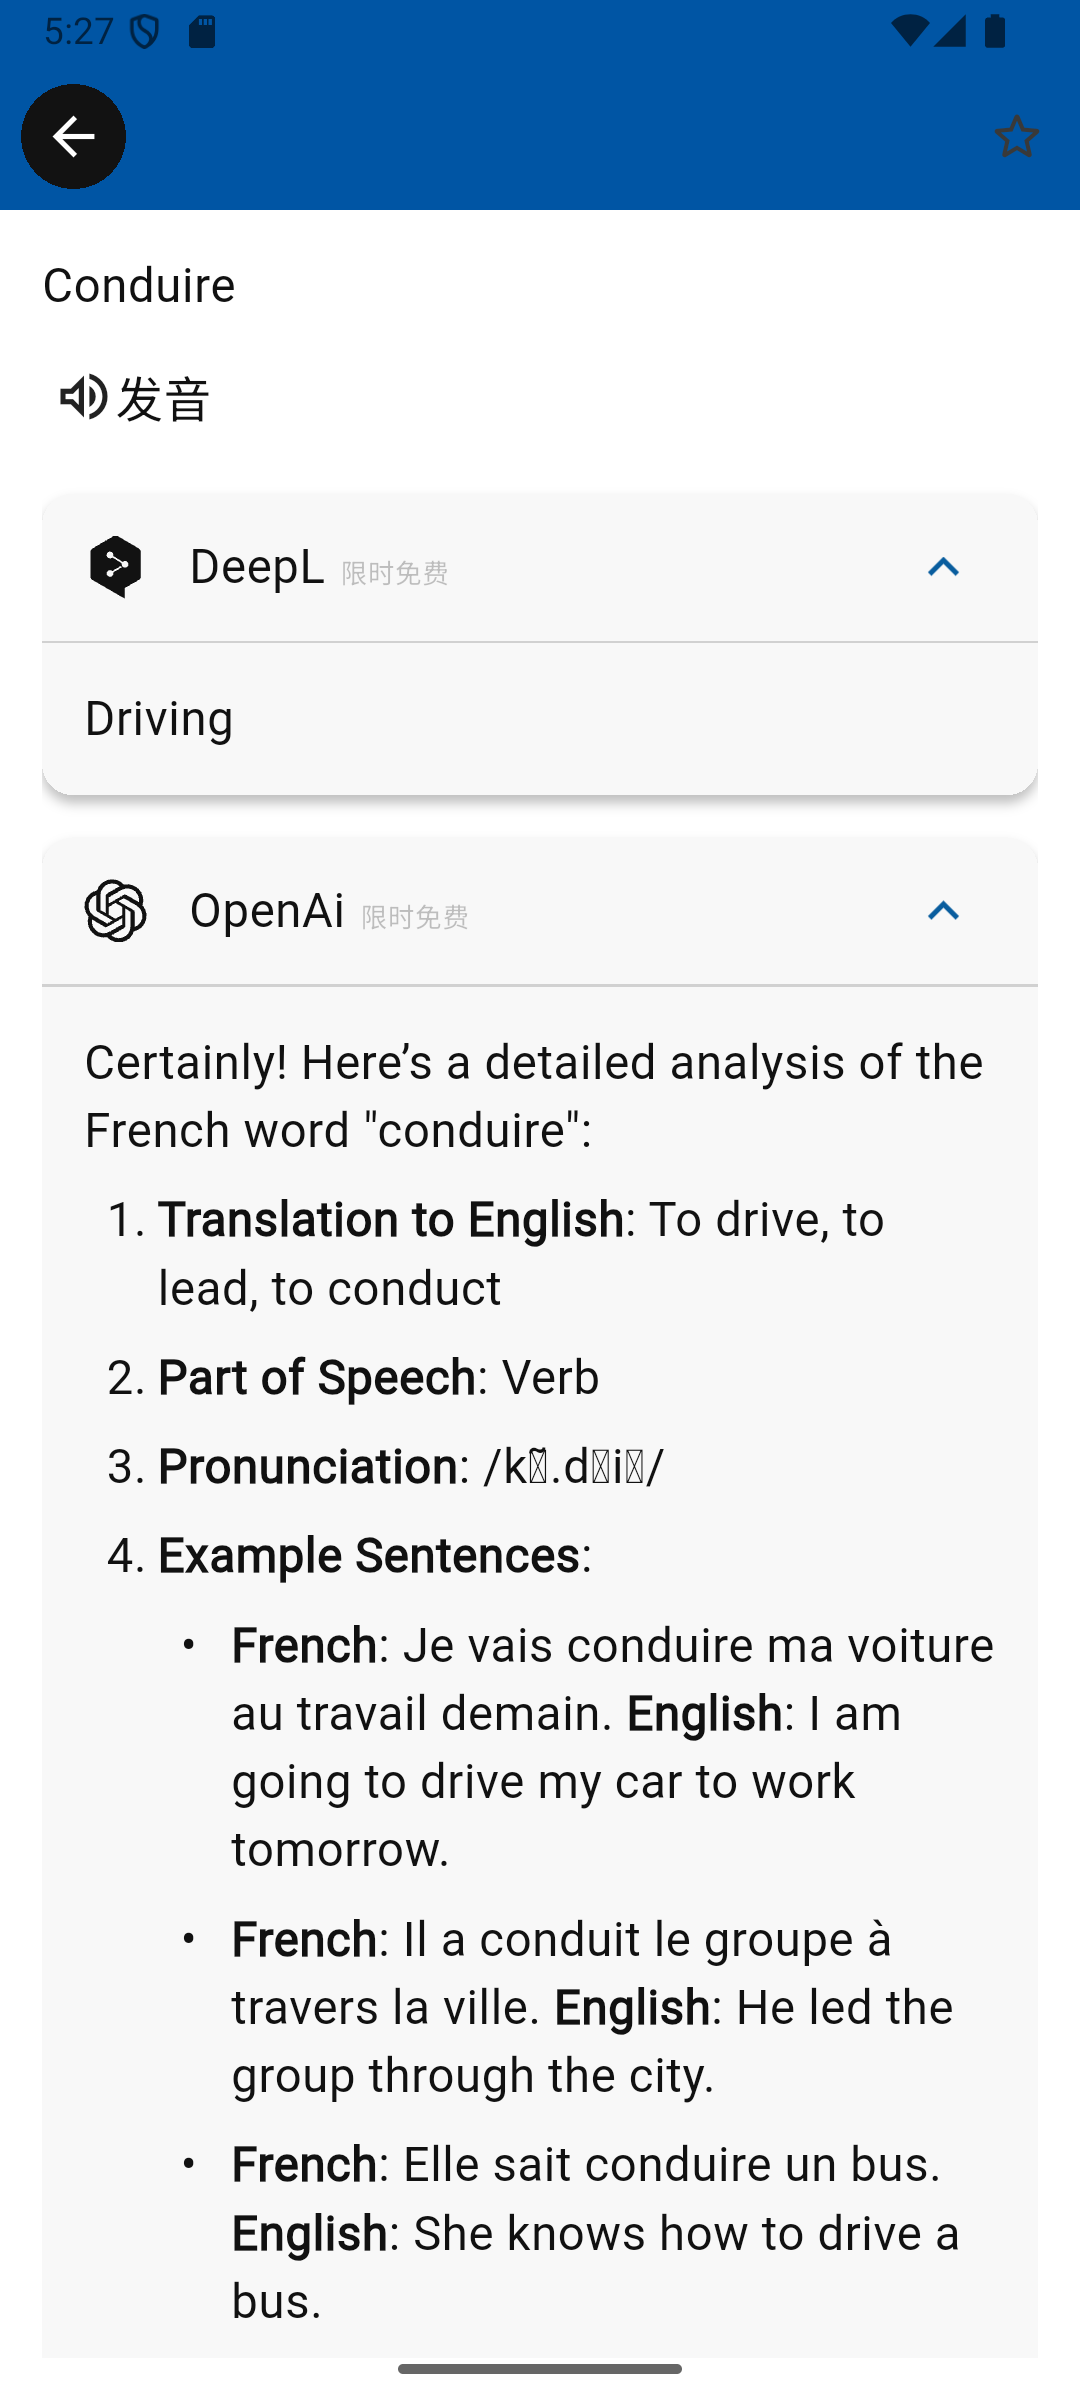 5:27
Conduire
发音
DeepL 限时免费
Driving
OpenAi 限时免费
Certainly! Here’s a detailed analysis of the
French word "conduire":
1. Translation to English: To drive, to
lead, to conduct
2. Part of Speech: Verb
3. Pronunciation: /k▯̃.d▯i▯/
4. Example Sentences:
• French: Je vais conduire ma voiture
au travail demain. English: I am
going to drive my car to work
tomorrow.
• French: Il a conduit le groupe à
travers la ville. English: He led the
group through the city.
• French: Elle sait conduire un bus.
English: She knows how to drive a
bus.